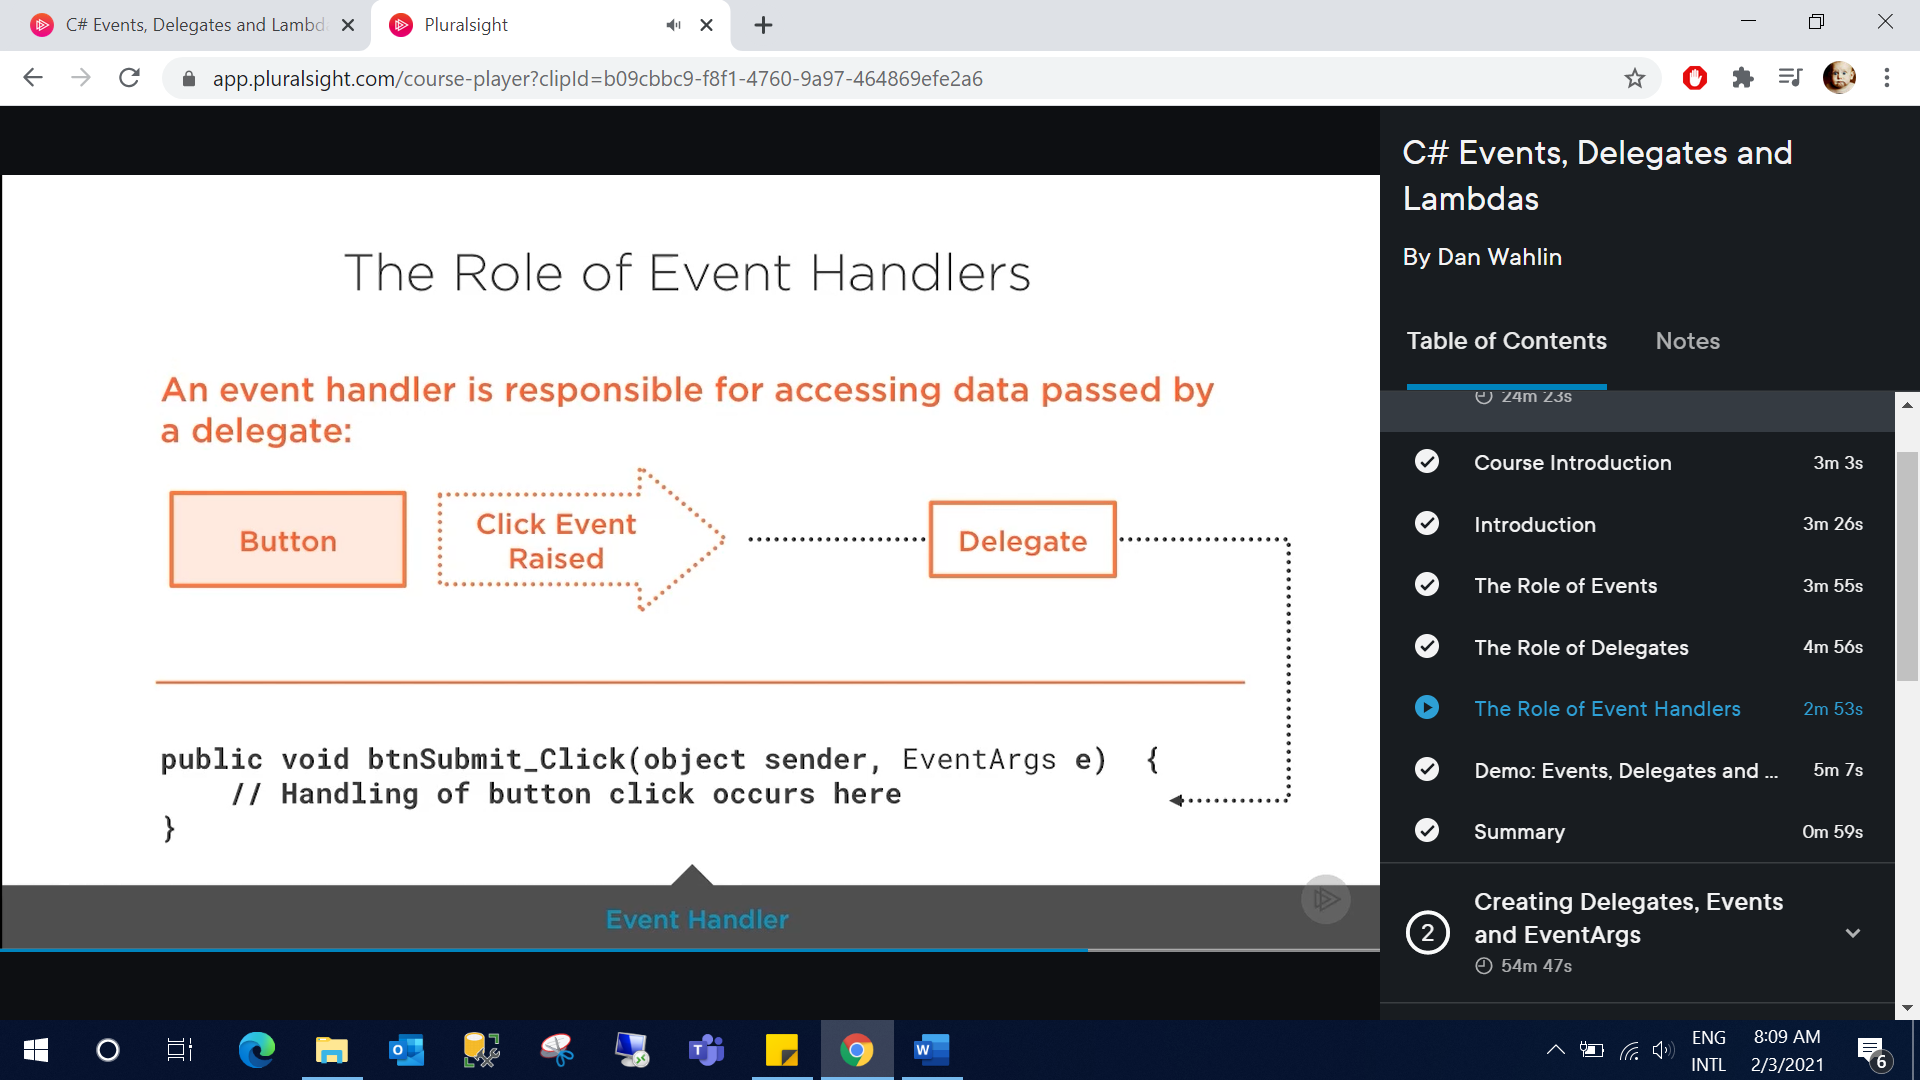 C# Events, Delegates and Lambd
Pluralsight
app.pluralsight.com/course-player?clipId=b09cbbc9-f8f1-4760-9a97-464869efe2a6
The Role of Event Handlers
An event handler is responsible for accessing data passed by
a delegate:
Button
Click Event
Raised
Delegate
public void btnSubmit_Click(object sender, EventArgs e) {
// Handling of button click occurs here
}
Event Handler
C# Events, Delegates and
Lambdas
By Dan Wahlin
Table of Contents Notes
24m 23s
Course Introduction 3m 3s
Introduction 3m 26s
The Role of Events 3m 55s
The Role of Delegates 4m 56s
The Role of Event Handlers 2m 53s
Demo: Events, Delegates and ... 5m 7s
Summary 0m 59s
2
Creating Delegates, Events
and EventArgs
54m 47s
ENG
INTL
8:09 AM
2/3/2021
6